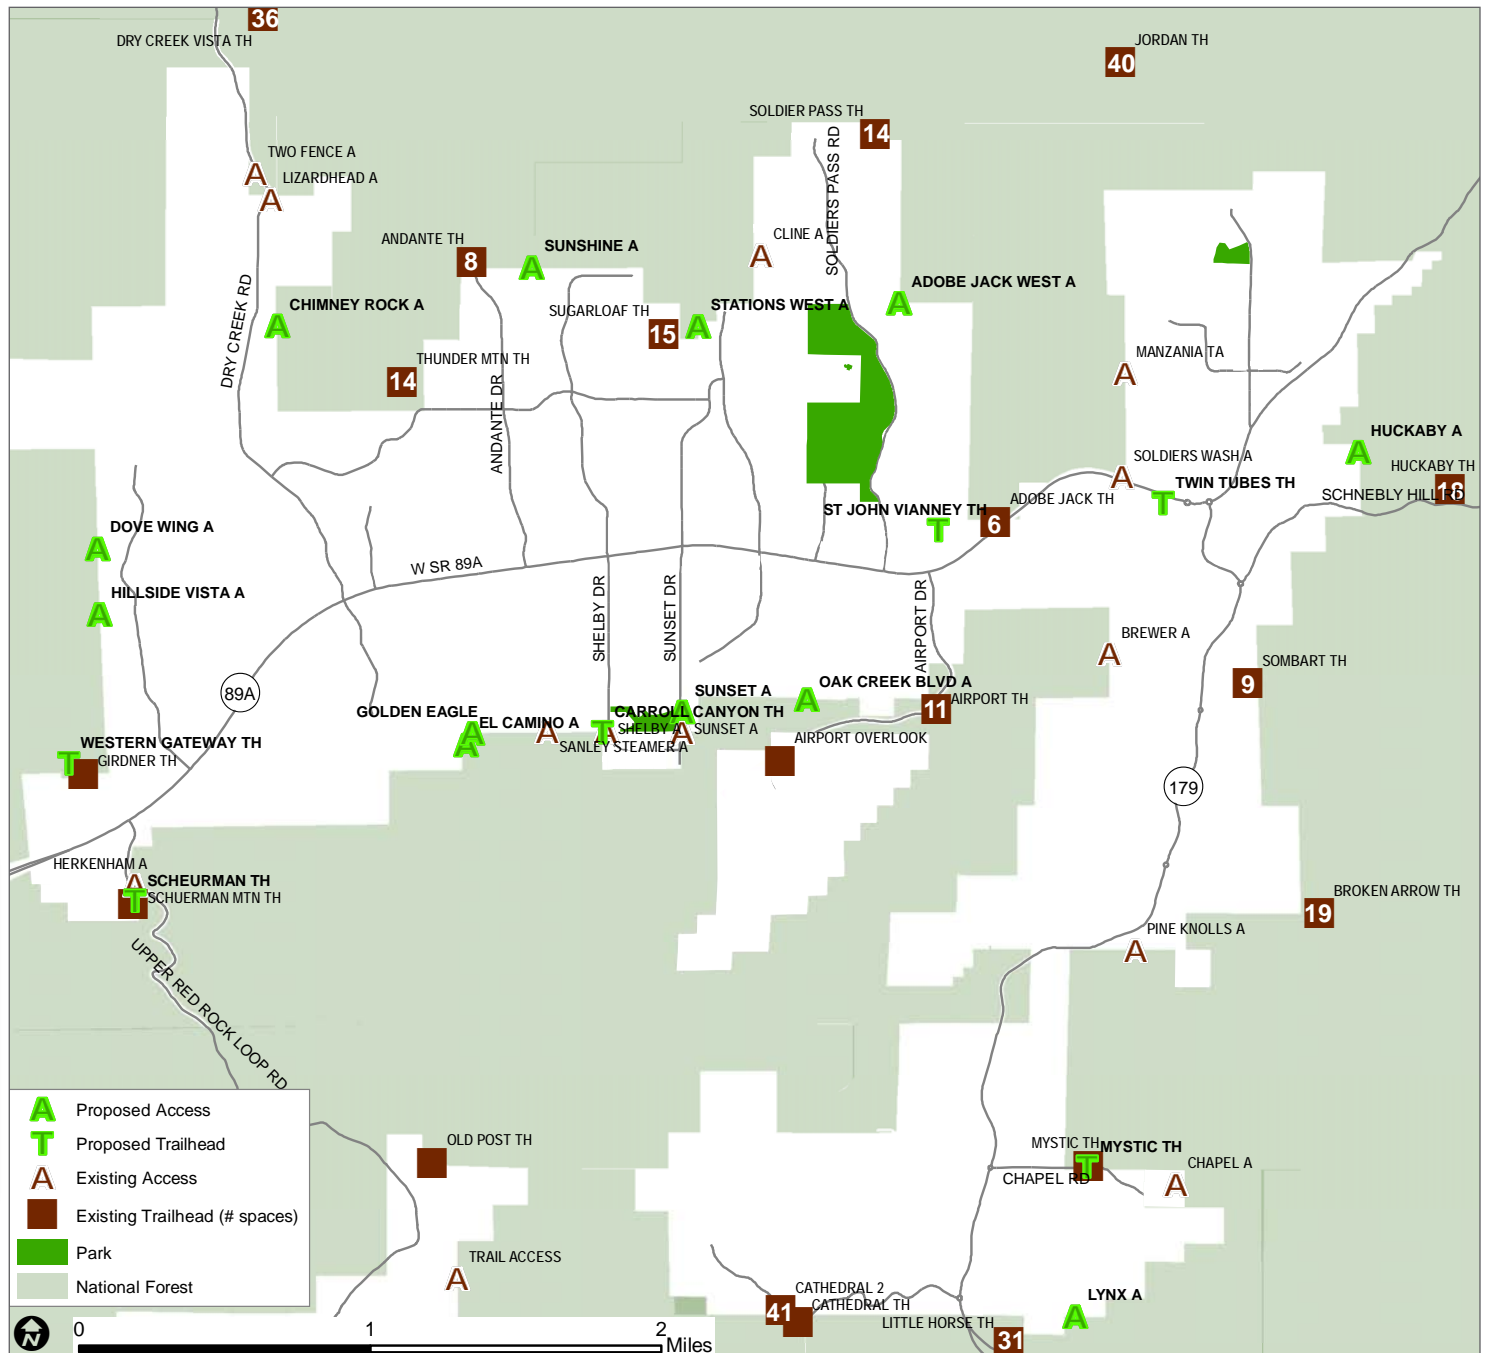 36
DRY CREEK VISTA TH
JORDAN TH
40
SOLDIER PASS TH
14
SOLDIERS PASS RD
TWO FENCE A
A
LIZARDHEAD A
A
ANDANTE TH
8
SUNSHINE A
A
CLINE A
A
DRY CREEK RD
CHIMNEY ROCK A
A
SUGARLOAF TH
15
STATIONS WEST A
A
ADOBE JACK WEST A
A
THUNDER MTN TH
14
ANDANTE DR
MANZANIA TA
A
HUCKABY A
A
HUCKABY TH
18
SCHNEBLY HILL RD
SOLDIERS WASH A
A
TWIN TUBES TH
T
ADOBE JACK TH
6
ST JOHN VIANNEY TH
T
DOVE WING A
A
HILLSIDE VISTA A
A
W SR 89A
SHELBY DR
SUNSET DR
AIRPORT DR
BREWER A
A
SOMBART TH
9
89A
SUNSET A
A
OAK CREEK BLVD A
A
AIRPORT TH
11
GOLDEN EAGLE
A
EL CAMINO A
A
A
CARROLL CANYON TH
T
SHELBY A
A
SUNSET A
A
SANLEY STEAMER A
AIRPORT OVERLOOK
WESTERN GATEWAY TH
T
GIRDNER TH
179
HERKENHAM A
A
SCHEURMAN TH
T
SCHUERMAN MTN TH
BROKEN ARROW TH
19
PINE KNOLLS A
A
UPPER RED ROCK LOOP RD
OLD POST TH
MYSTIC TH
MYSTIC TH
T
CHAPEL RD
CHAPEL A
A
TRAIL ACCESS
A
CATHEDRAL 2
41
CATHEDRAL TH
LITTLE HORSE TH
31
LYNX A
A
A Proposed Access
T Proposed Trailhead
A Existing Access
Existing Trailhead (# spaces)
Park
National Forest
N
0 1 2
Miles